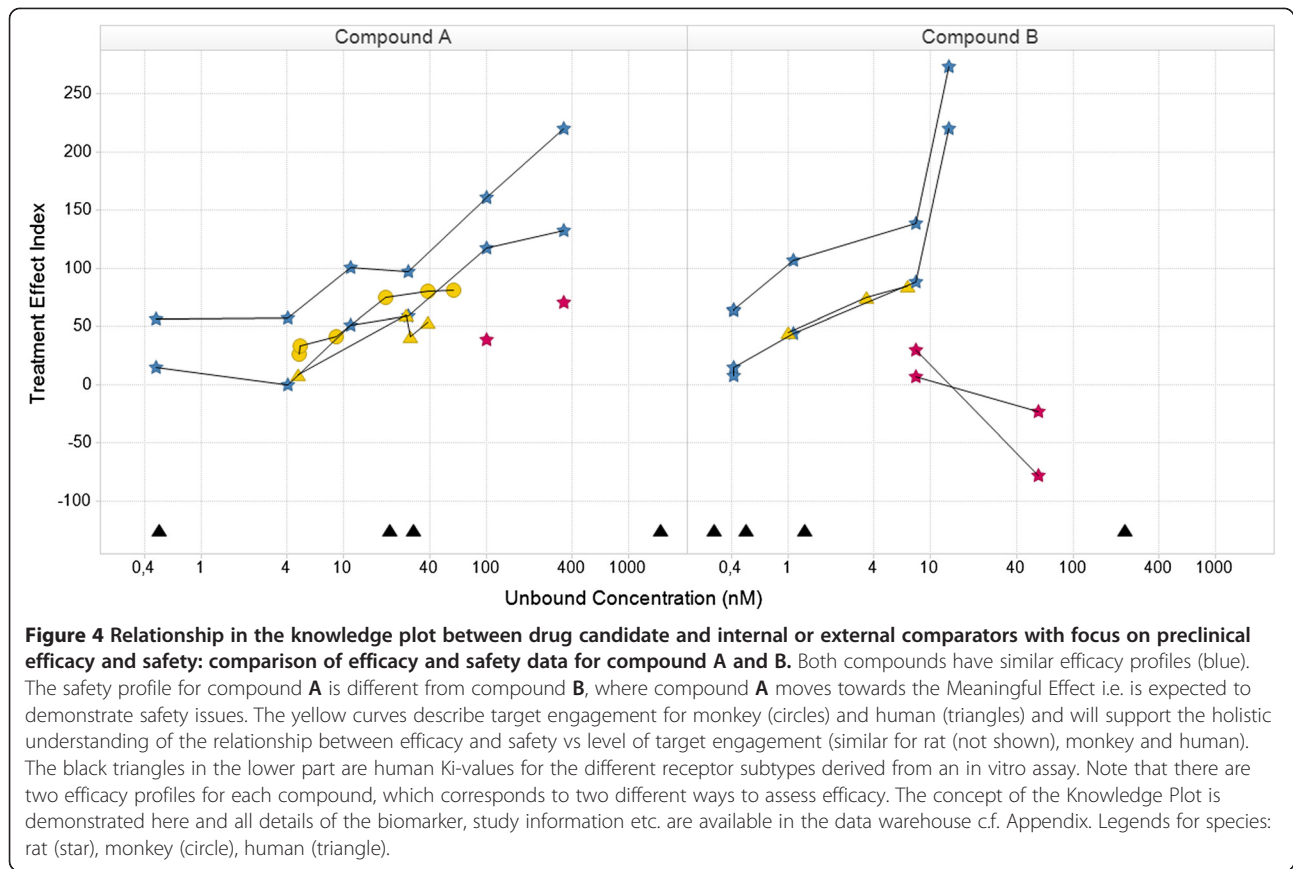 Compound A
Compound B
Treatment Effect Index
250
200
150
100
50
0
-50
-100
0,4 1 4 10 40 100 400 1000
0,4 1 4 10 40 100 400 1000
Unbound Concentration (nM)
Figure 4 Relationship in the knowledge plot between drug candidate and internal or external comparators with focus on preclinical
efficacy and safety: comparison of efficacy and safety data for compound A and B. Both compounds have similar efficacy profiles (blue).
The safety profile for compound A is different from compound B, where compound A moves towards the Meaningful Effect i.e. is expected to
demonstrate safety issues. The yellow curves describe target engagement for monkey (circles) and human (triangles) and will support the holistic
understanding of the relationship between efficacy and safety vs level of target engagement (similar for rat (not shown), monkey and human).
The black triangles in the lower part are human Ki-values for the different receptor subtypes derived from an in vitro assay. Note that there are
two efficacy profiles for each compound, which corresponds to two different ways to assess efficacy. The concept of the Knowledge Plot is
demonstrated here and all details of the biomarker, study information etc. are available in the data warehouse c.f. Appendix. Legends for species:
rat (star), monkey (circle), human (triangle).